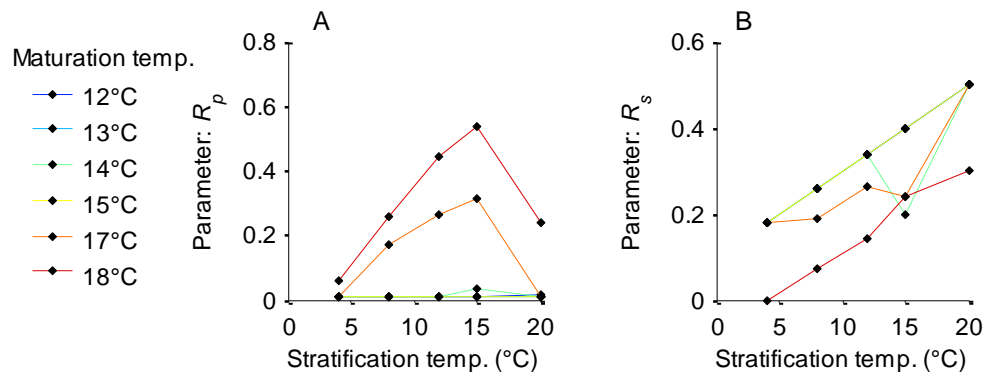 Maturation temp.
12°C
13°C
14°C
15°C
17°C
18°C
A
Parameter: Rp
0.8
0.6
0.4
0.2
0
0 5 10 15 20
Stratification temp. (°C)
B
Parameter: Rs
0.6
0.4
0.2
0
0 5 10 15 20
Stratification temp. (°C)